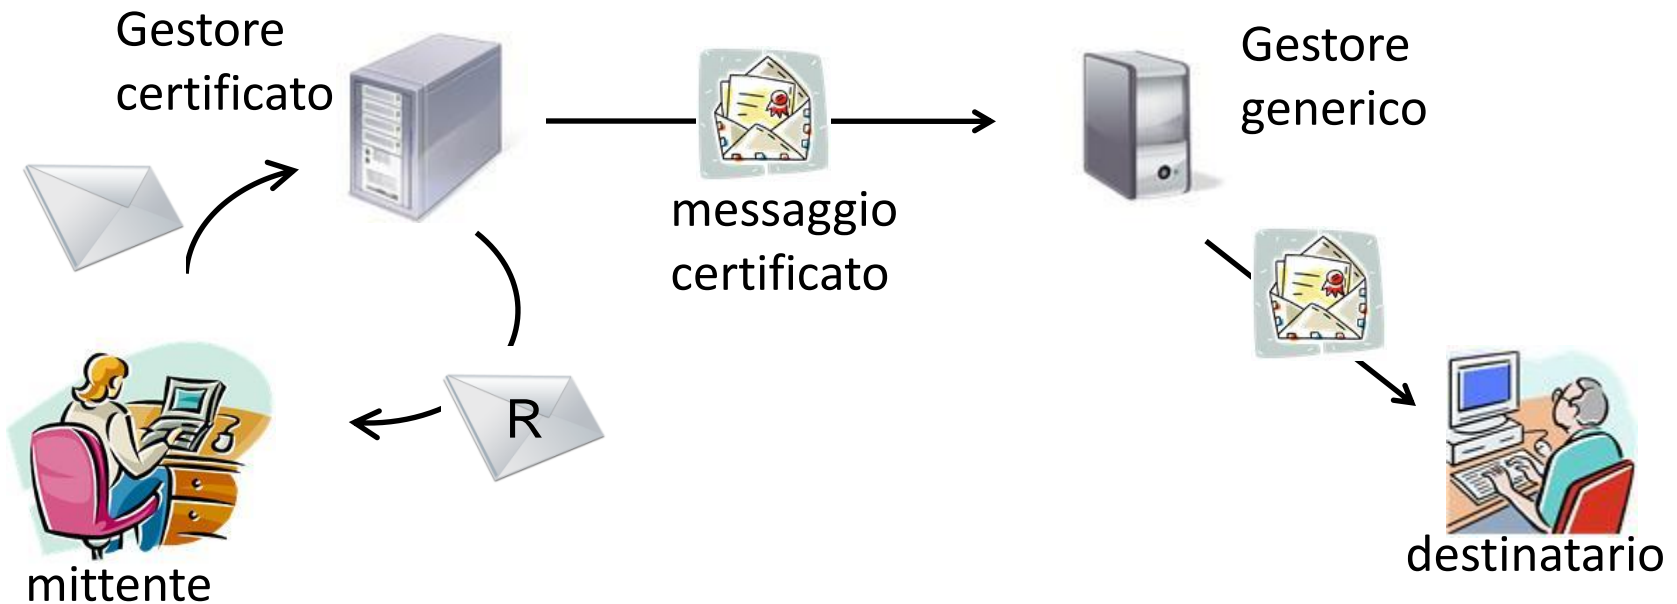 Gestore
certificato
Gestore
generico
messaggio
certificato
R
mittente
destinatario